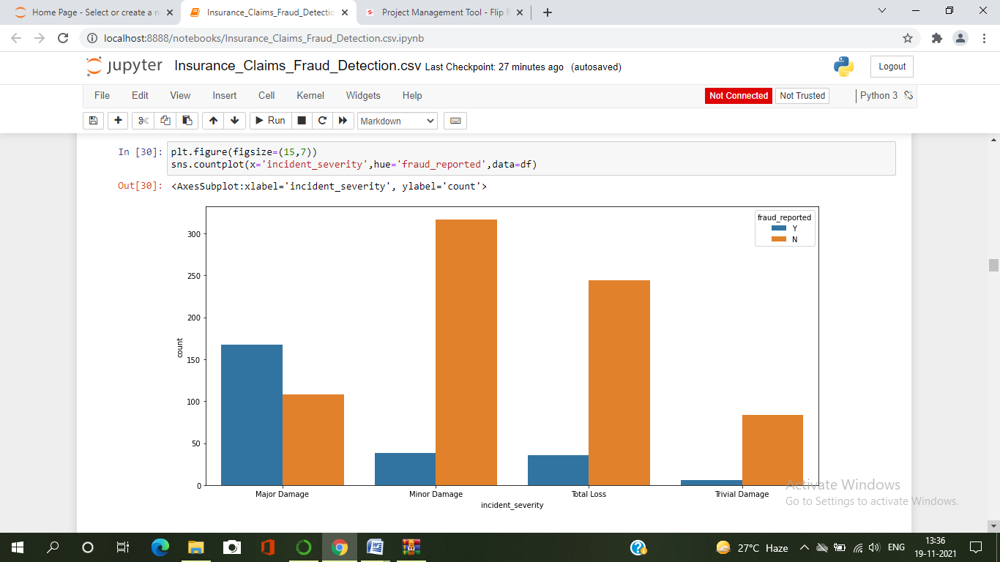 Home Page - Select or create a n
Insurance_Claims_Fraud_Detectio
Project Management Tool - Flip R
localhost:8888/notebooks/Insurance_Claims_Fraud_Detection.csv.ipynb
jupyter Insurance_Claims_Fraud_Detection.csv Last Checkpoint: 27 minutes ago (autosaved)
Logout
File Edit View Insert Cell Kernel Widgets Help
Not Connected Not Trusted Python 3
Run Markdown
In [30]: plt.figure(figsize=(15,7))
sns.countplot(x='incident_severity',hue='fraud_reported',data=df)
Out[30]: <AxesSubplot:xlabel='incident_severity', ylabel='count'>
fraud_reported
Y
N
300
250
200
150
100
50
0
count
Major Damage Minor Damage Total Loss Trivial Damage
incident_severity
Activate Windows
Go to Settings to activate Windows.
27°C Haze ENG 13:36
19-11-2021